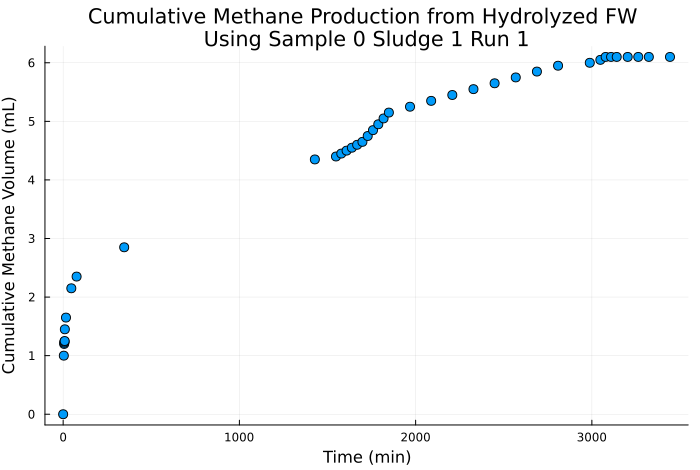 Cumulative Methane Production from Hydrolyzed FW
Using Sample 0 Sludge 1 Run 1
Cumulative Methane Volume (mL)
6
5
4
3
2
1
0
0 1000 2000 3000
Time (min)